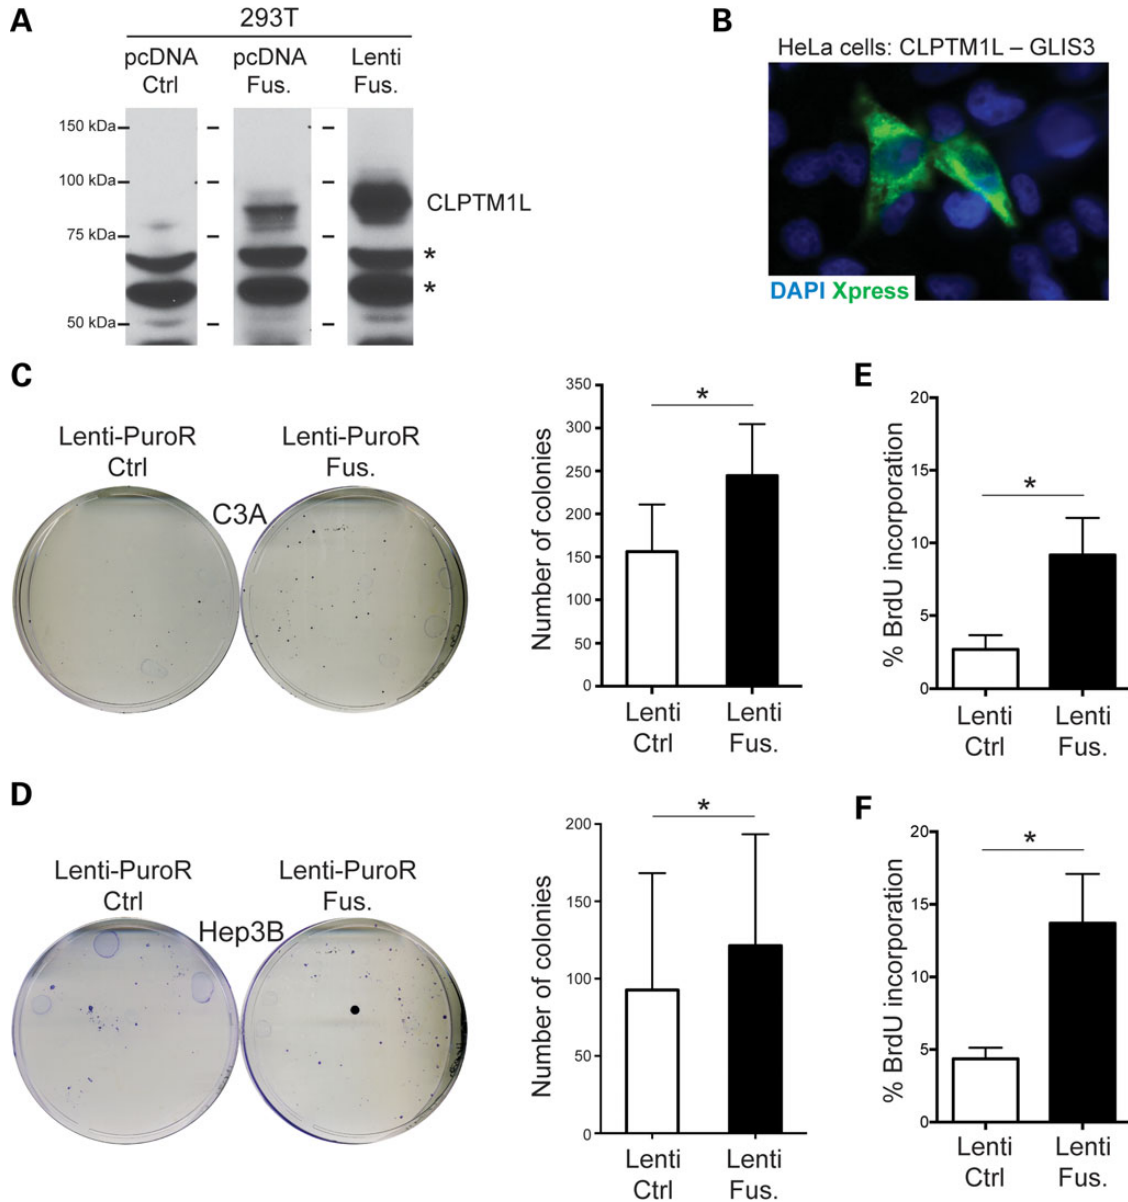 A
293T
pcDNA
Ctrl
pcDNA
Fus.
Lenti
Fus.
150 kDa
100 kDa
75 kDa
50 kDa
CLPTM1L
*
*
B
HeLa cells: CLPTM1L – GLIS3
DAPI Xpress
C
Lenti-PuroR
Ctrl
Lenti-PuroR
Fus.
C3A
Number of colonies
350
300
250
200
150
100
50
0
*
Lenti
Ctrl
Lenti
Fus.
E
% BrdU incorporation
20
15
10
5
0
*
Lenti
Ctrl
Lenti
Fus.
D
Lenti-PuroR
Ctrl
Lenti-PuroR
Fus.
Hep3B
Number of colonies
200
150
100
50
0
*
Lenti
Ctrl
Lenti
Fus.
F
% BrdU incorporation
20
15
10
5
0
*
Lenti
Ctrl
Lenti
Fus.